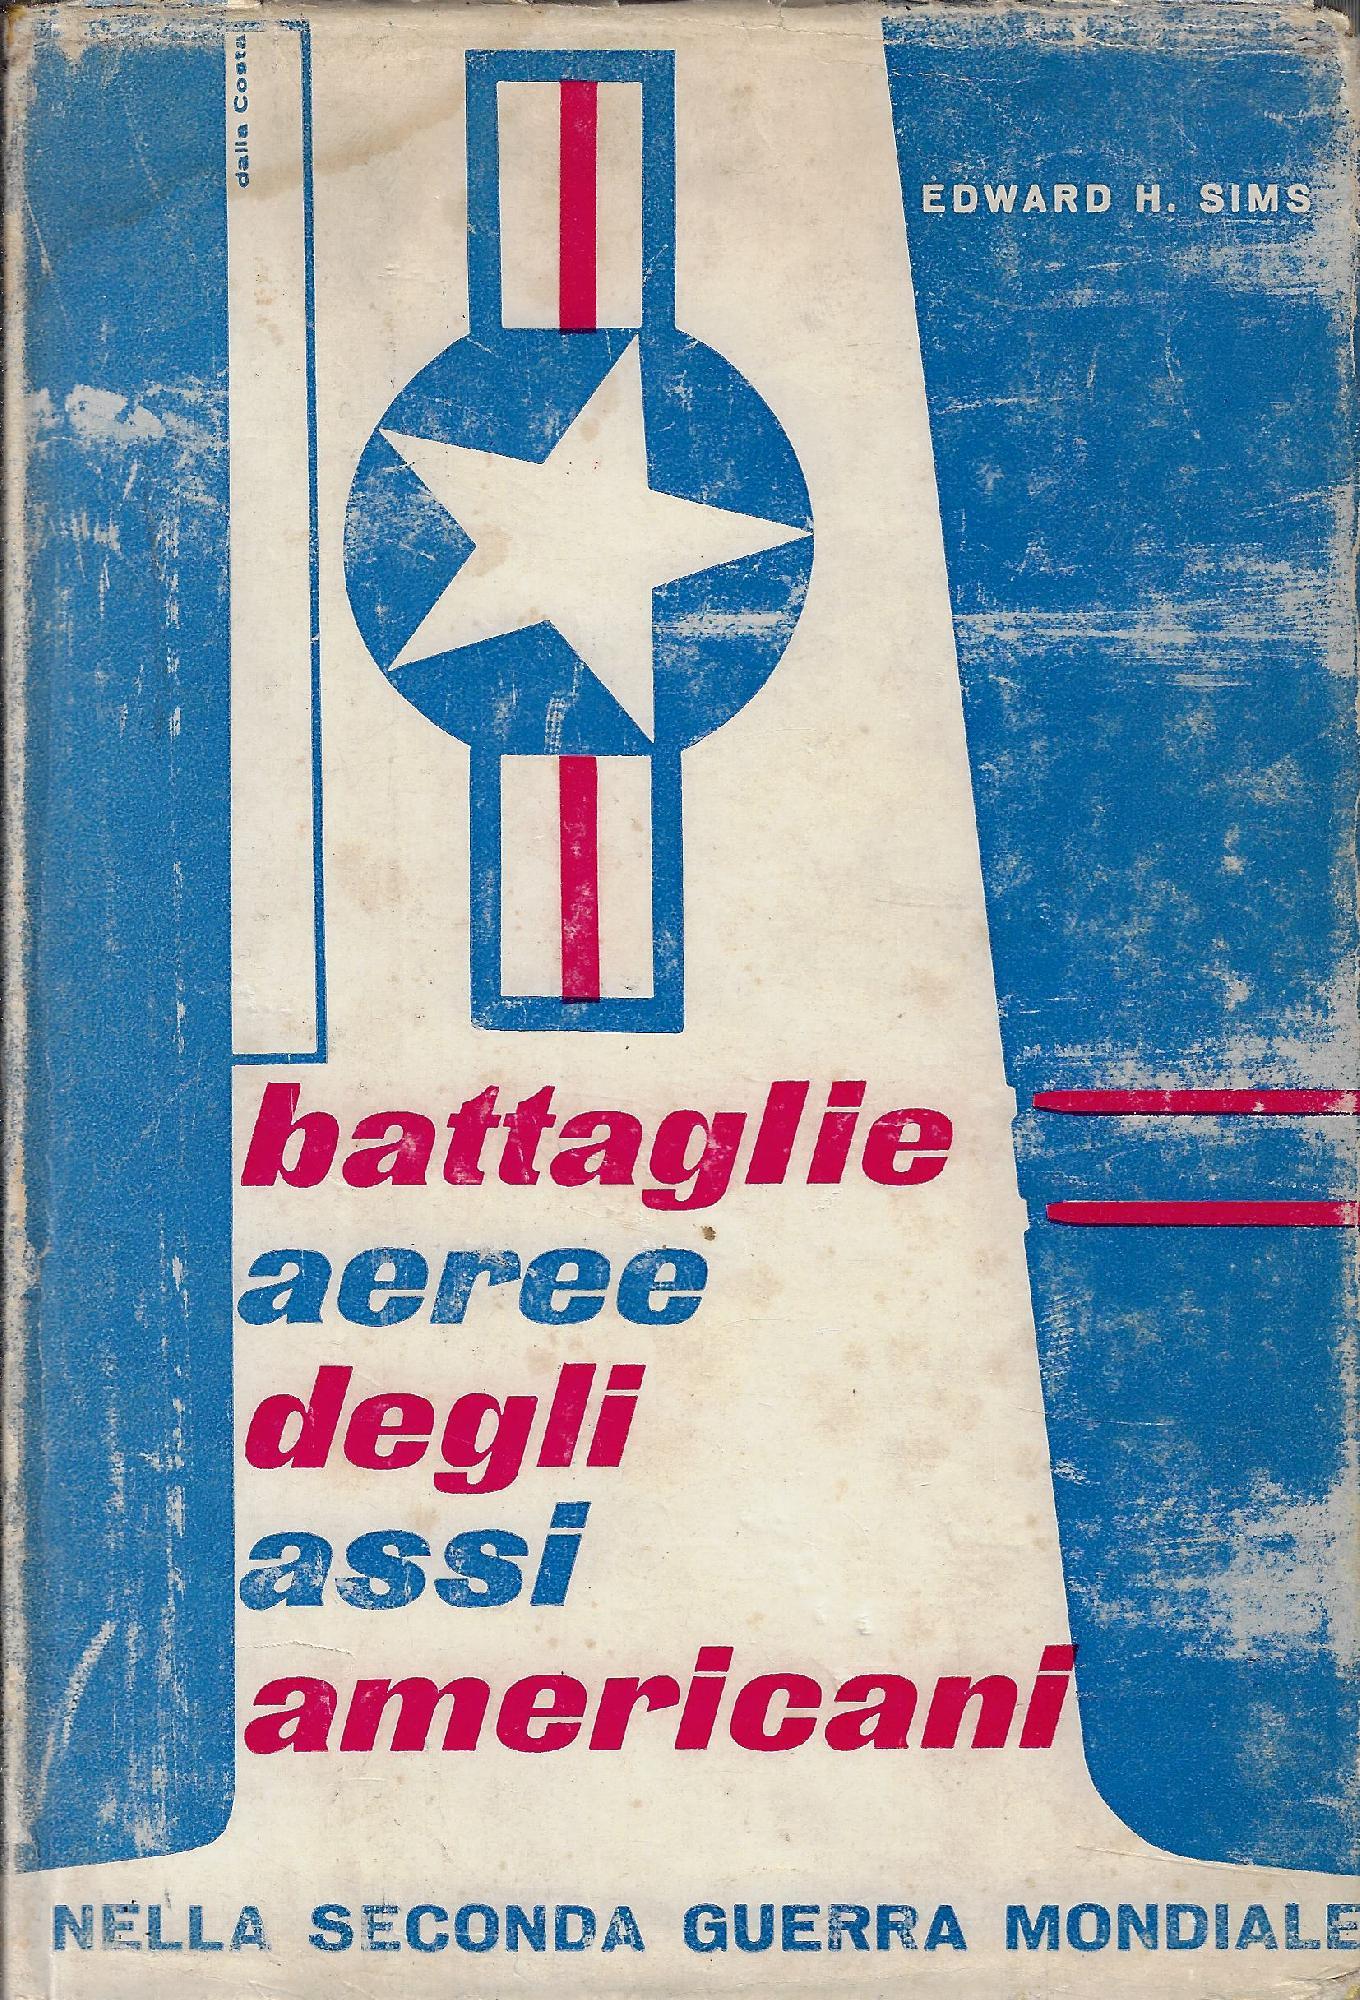 dalla Costa
EDWARD H. SIMS
battaglie
aeree
degli
assi
americani
NELLA SECONDA GUERRA MONDIALE